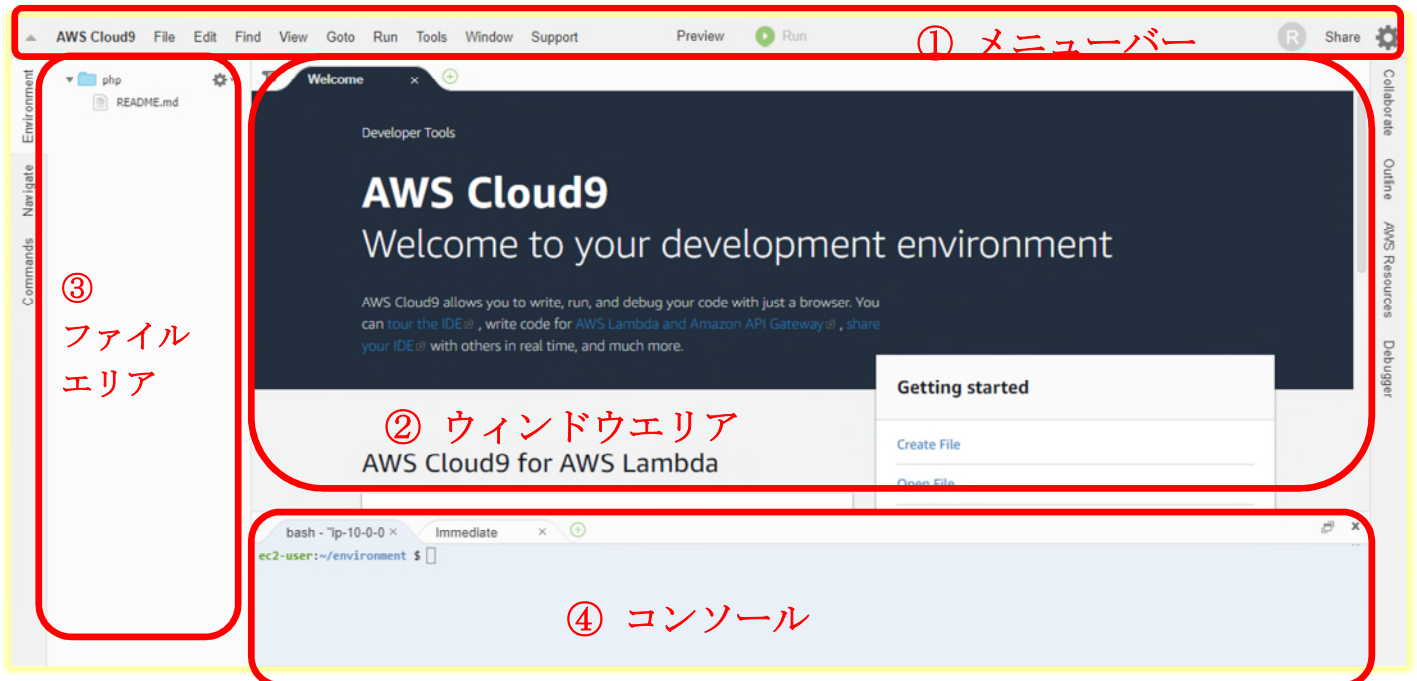 AWS Cloud9 File Edit Find View Goto Run Tools Window Support Preview Run R Share
① メニューバー
Environment
Navigate
Commands
php
README.md
③
ファイル
エリア
Welcome
Developer Tools
AWS Cloud9
Welcome to your development environment
AWS Cloud9 allows you to write, run, and debug your code with just a browser. You
can tour the IDE , write code for AWS Lambda and Amazon API Gateway , share
your IDE with others in real time, and much more.
② ウィンドウエリア
AWS Cloud9 for AWS Lambda
Getting started
Create File
Open File
Collaborate
Outline
AWS Resources
Debugger
bash - "ip-10-0-0 × Immediate ×
ec2-user:~/environment $
④ コンソール